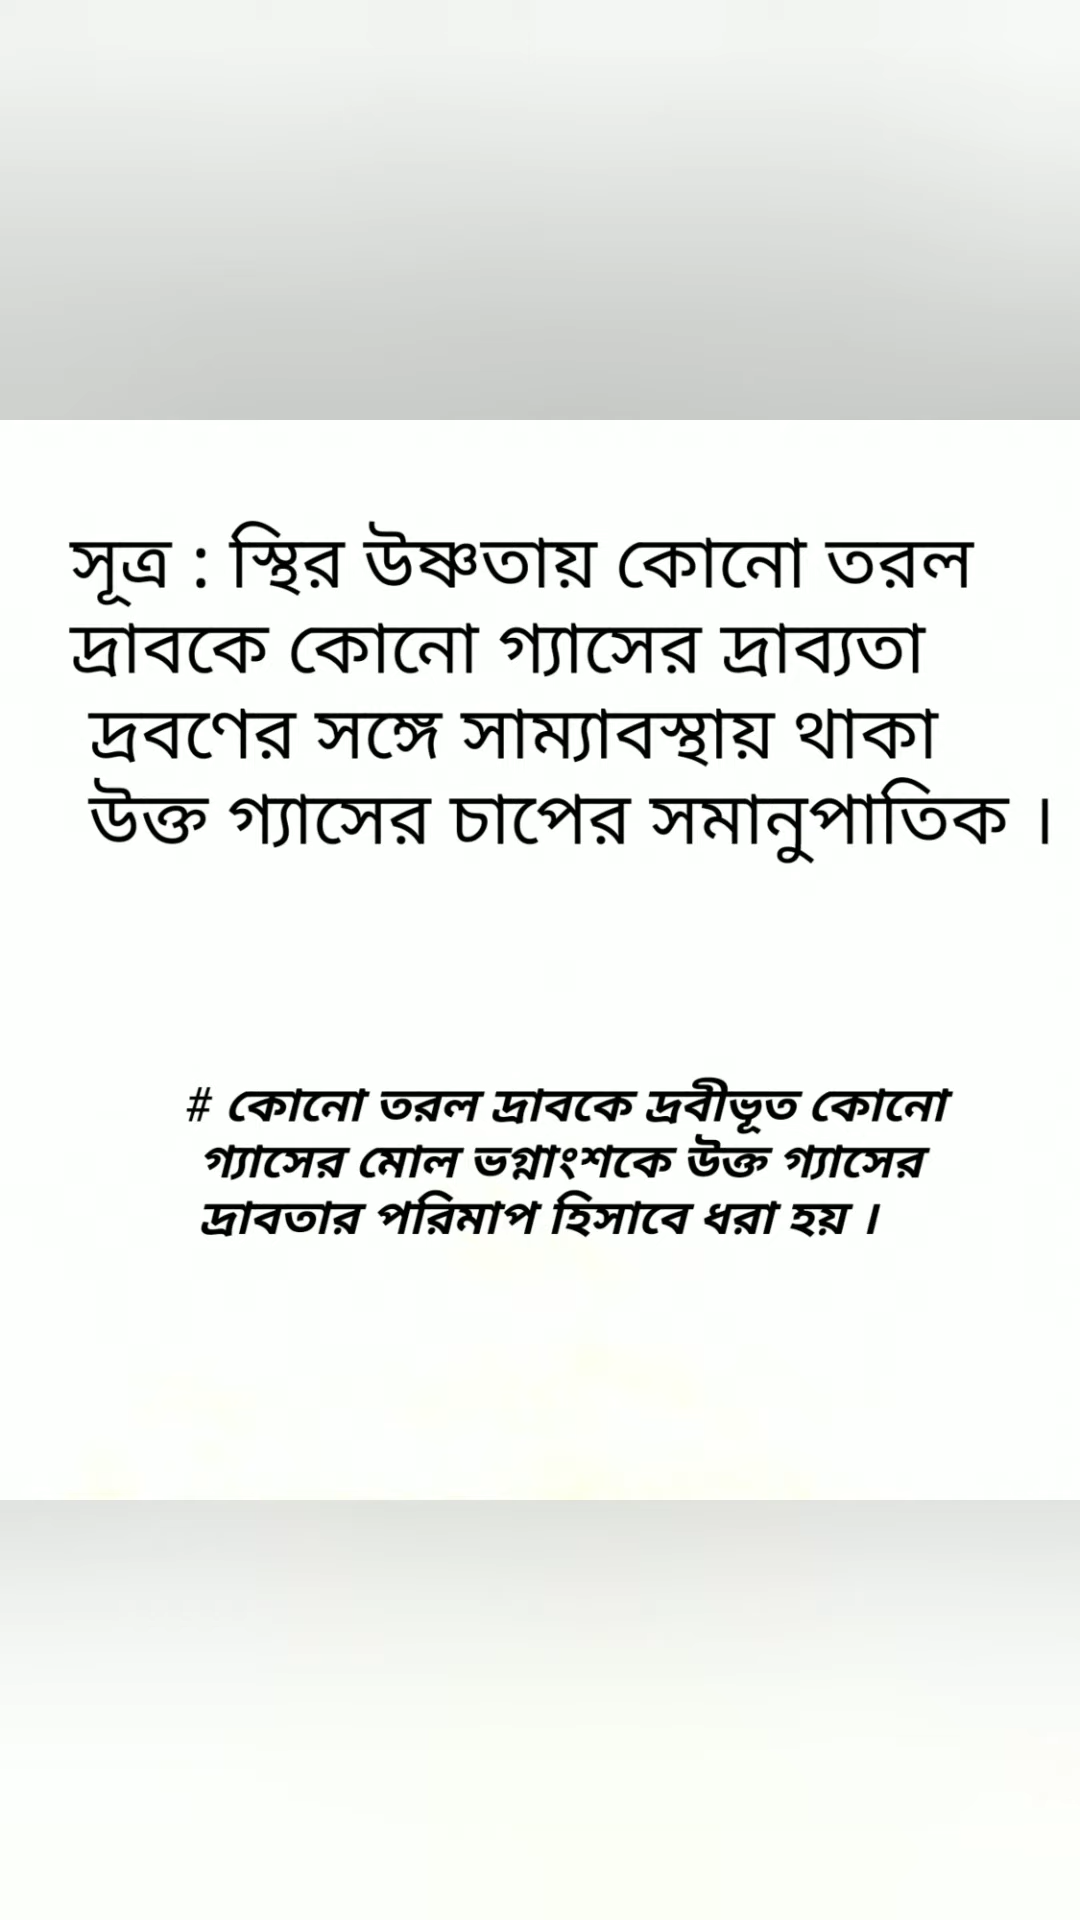 সূত্র : স্থির উষ্ণতায় কোনো তরল
দ্রাবকে কোনো গ্যাসের দ্রাব্যতা
দ্রবণের সঙ্গে সাম্যাবস্থায় থাকা
উক্ত গ্যাসের চাপের সমানুপাতিক ।
# কোনো তরল দ্রাবকে দ্রবীভূত কোনো
গ্যাসের মোল ভগ্নাংশকে উক্ত গ্যাসের
দ্রাবতার পরিমাপ হিসাবে ধরা হয় ।